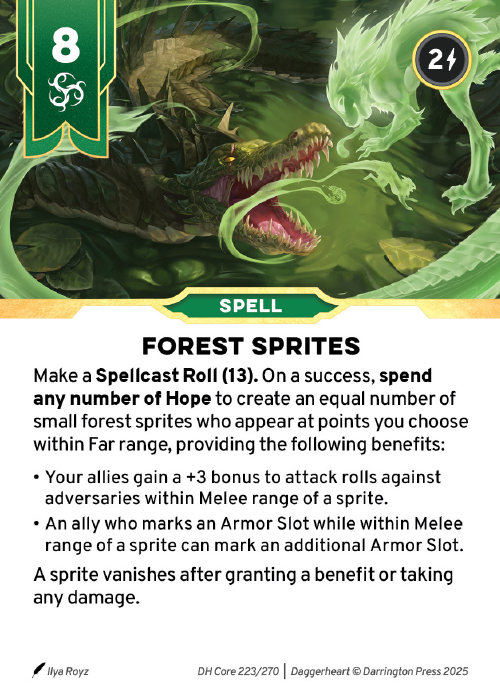 8
2
SPELL
FOREST SPRITES
Make a Spellcast Roll (13). On a success, spend
any number of Hope to create an equal number of
small forest sprites who appear at points you choose
within Far range, providing the following benefits:
• Your allies gain a +3 bonus to attack rolls against
adversaries within Melee range of a sprite.
• An ally who marks an Armor Slot while within Melee
range of a sprite can mark an additional Armor Slot.
A sprite vanishes after granting a benefit or taking
any damage.
Ilya Royz DH Core 223/270 | Daggerheart © Darrington Press 2025